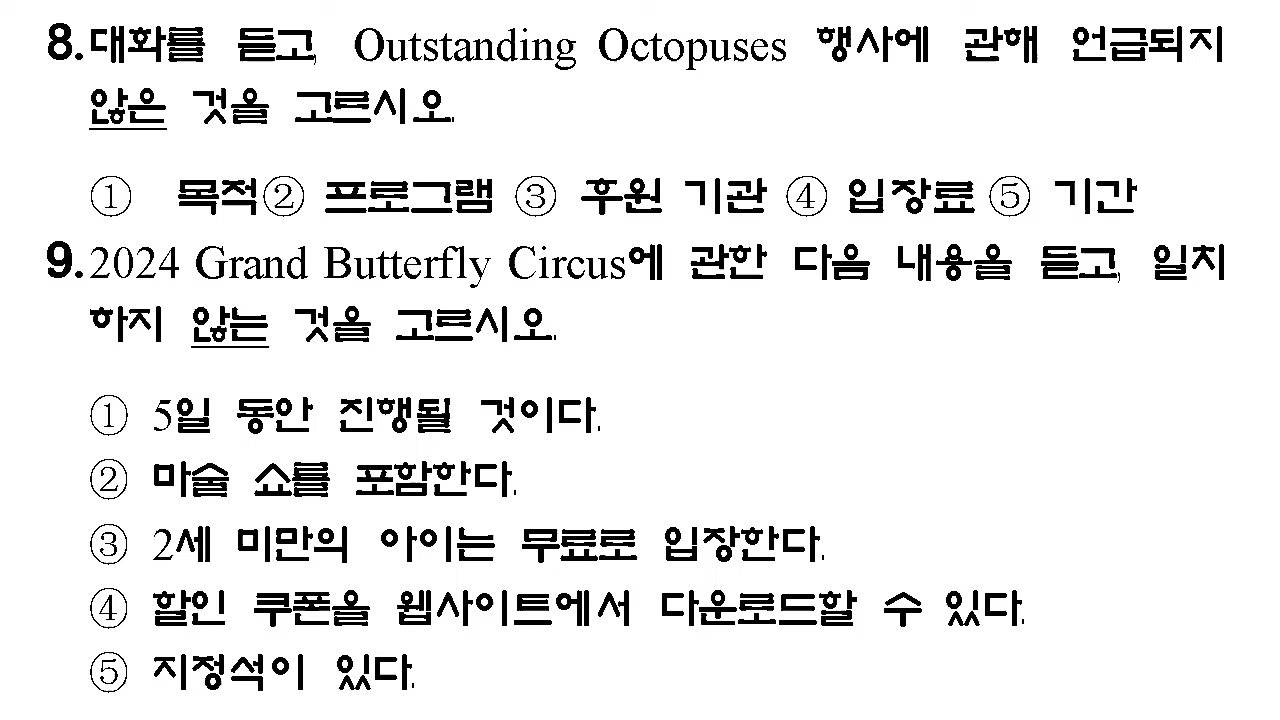 8.대화를 듣고, Outstanding Octopuses 행사에 관해 언급되지
않은 것을 고르시오.
① 목적② 프로그램 ③ 후원 기관 ④ 입장료 ⑤ 기간
9.2024 Grand Butterfly Circus에 관한 다음 내용을 듣고, 일치
하지 않는 것을 고르시오.
① 5일 동안 진행될 것이다.
② 마술 쇼를 포함한다.
③ 2세 미만의 아이는 무료로 입장한다.
④ 할인 쿠폰을 웹사이트에서 다운로드할 수 있다.
⑤ 지정석이 있다.